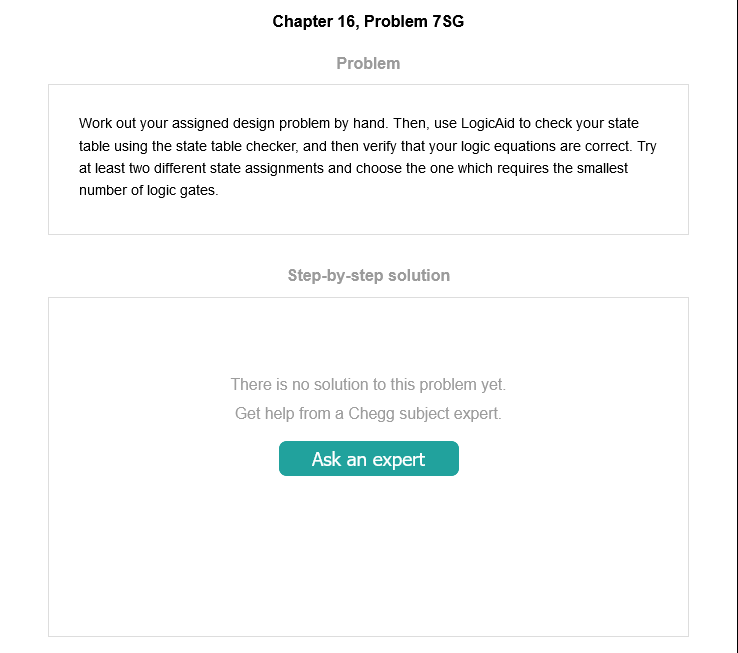 Chapter 16, Problem 7SG
Problem
Work out your assigned design problem by hand. Then, use LogicAid to check your state
table using the state table checker, and then verify that your logic equations are correct. Try
at least two different state assignments and choose the one which requires the smallest
number of logic gates.
Step-by-step solution
There is no solution to this problem yet.
Get help from a Chegg subject expert.
Ask an expert